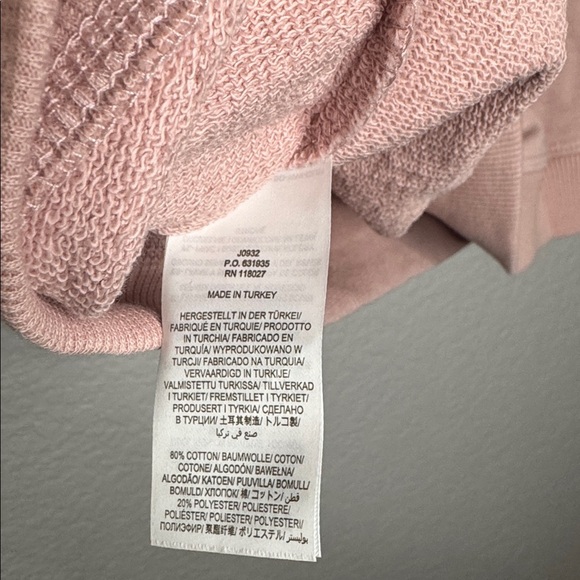 J0932
P.O. 631935
RN 118027
MADE IN TURKEY
HERGESTELLT IN DER TÜRKEI/
FABRIQUÉ EN TURQUIE/ PRODOTTO
IN TURCHIA/ FABRICADO EN
TURQUÍA/ WYPRODUKOWANO W
TURCJI/ FABRICADO NA TURQUIA/
VERVAARDIGD IN TURKIJE/
VALMISTETTU TURKISSA/ TILLVERKAD
I TURKIET/ FREMSTILLET I TYRKIET/
PRODUSERT I TYRKIA/ СДЕЛАНО
В ТУРЦИИ/ 土耳其制造/ トルコ製/
صنع في تركيا
80% COTTON/ BAUMWOLLE/ COTON/
COTONE/ ALGODÓN/ BAWEŁNA/
ALGODÃO/ KATOEN/ PUUVILLA/ BOMULL/
BOMULD/ ХЛОПОК/ 棉/ コットン/ قطن/
20% POLYESTER/ POLIESTERE/
POLIÉSTER/ POLIESTER/ POLYESTERI/
ПОЛИЭФИР/ 聚酯纤维/ ポリエステル/ بوليستر